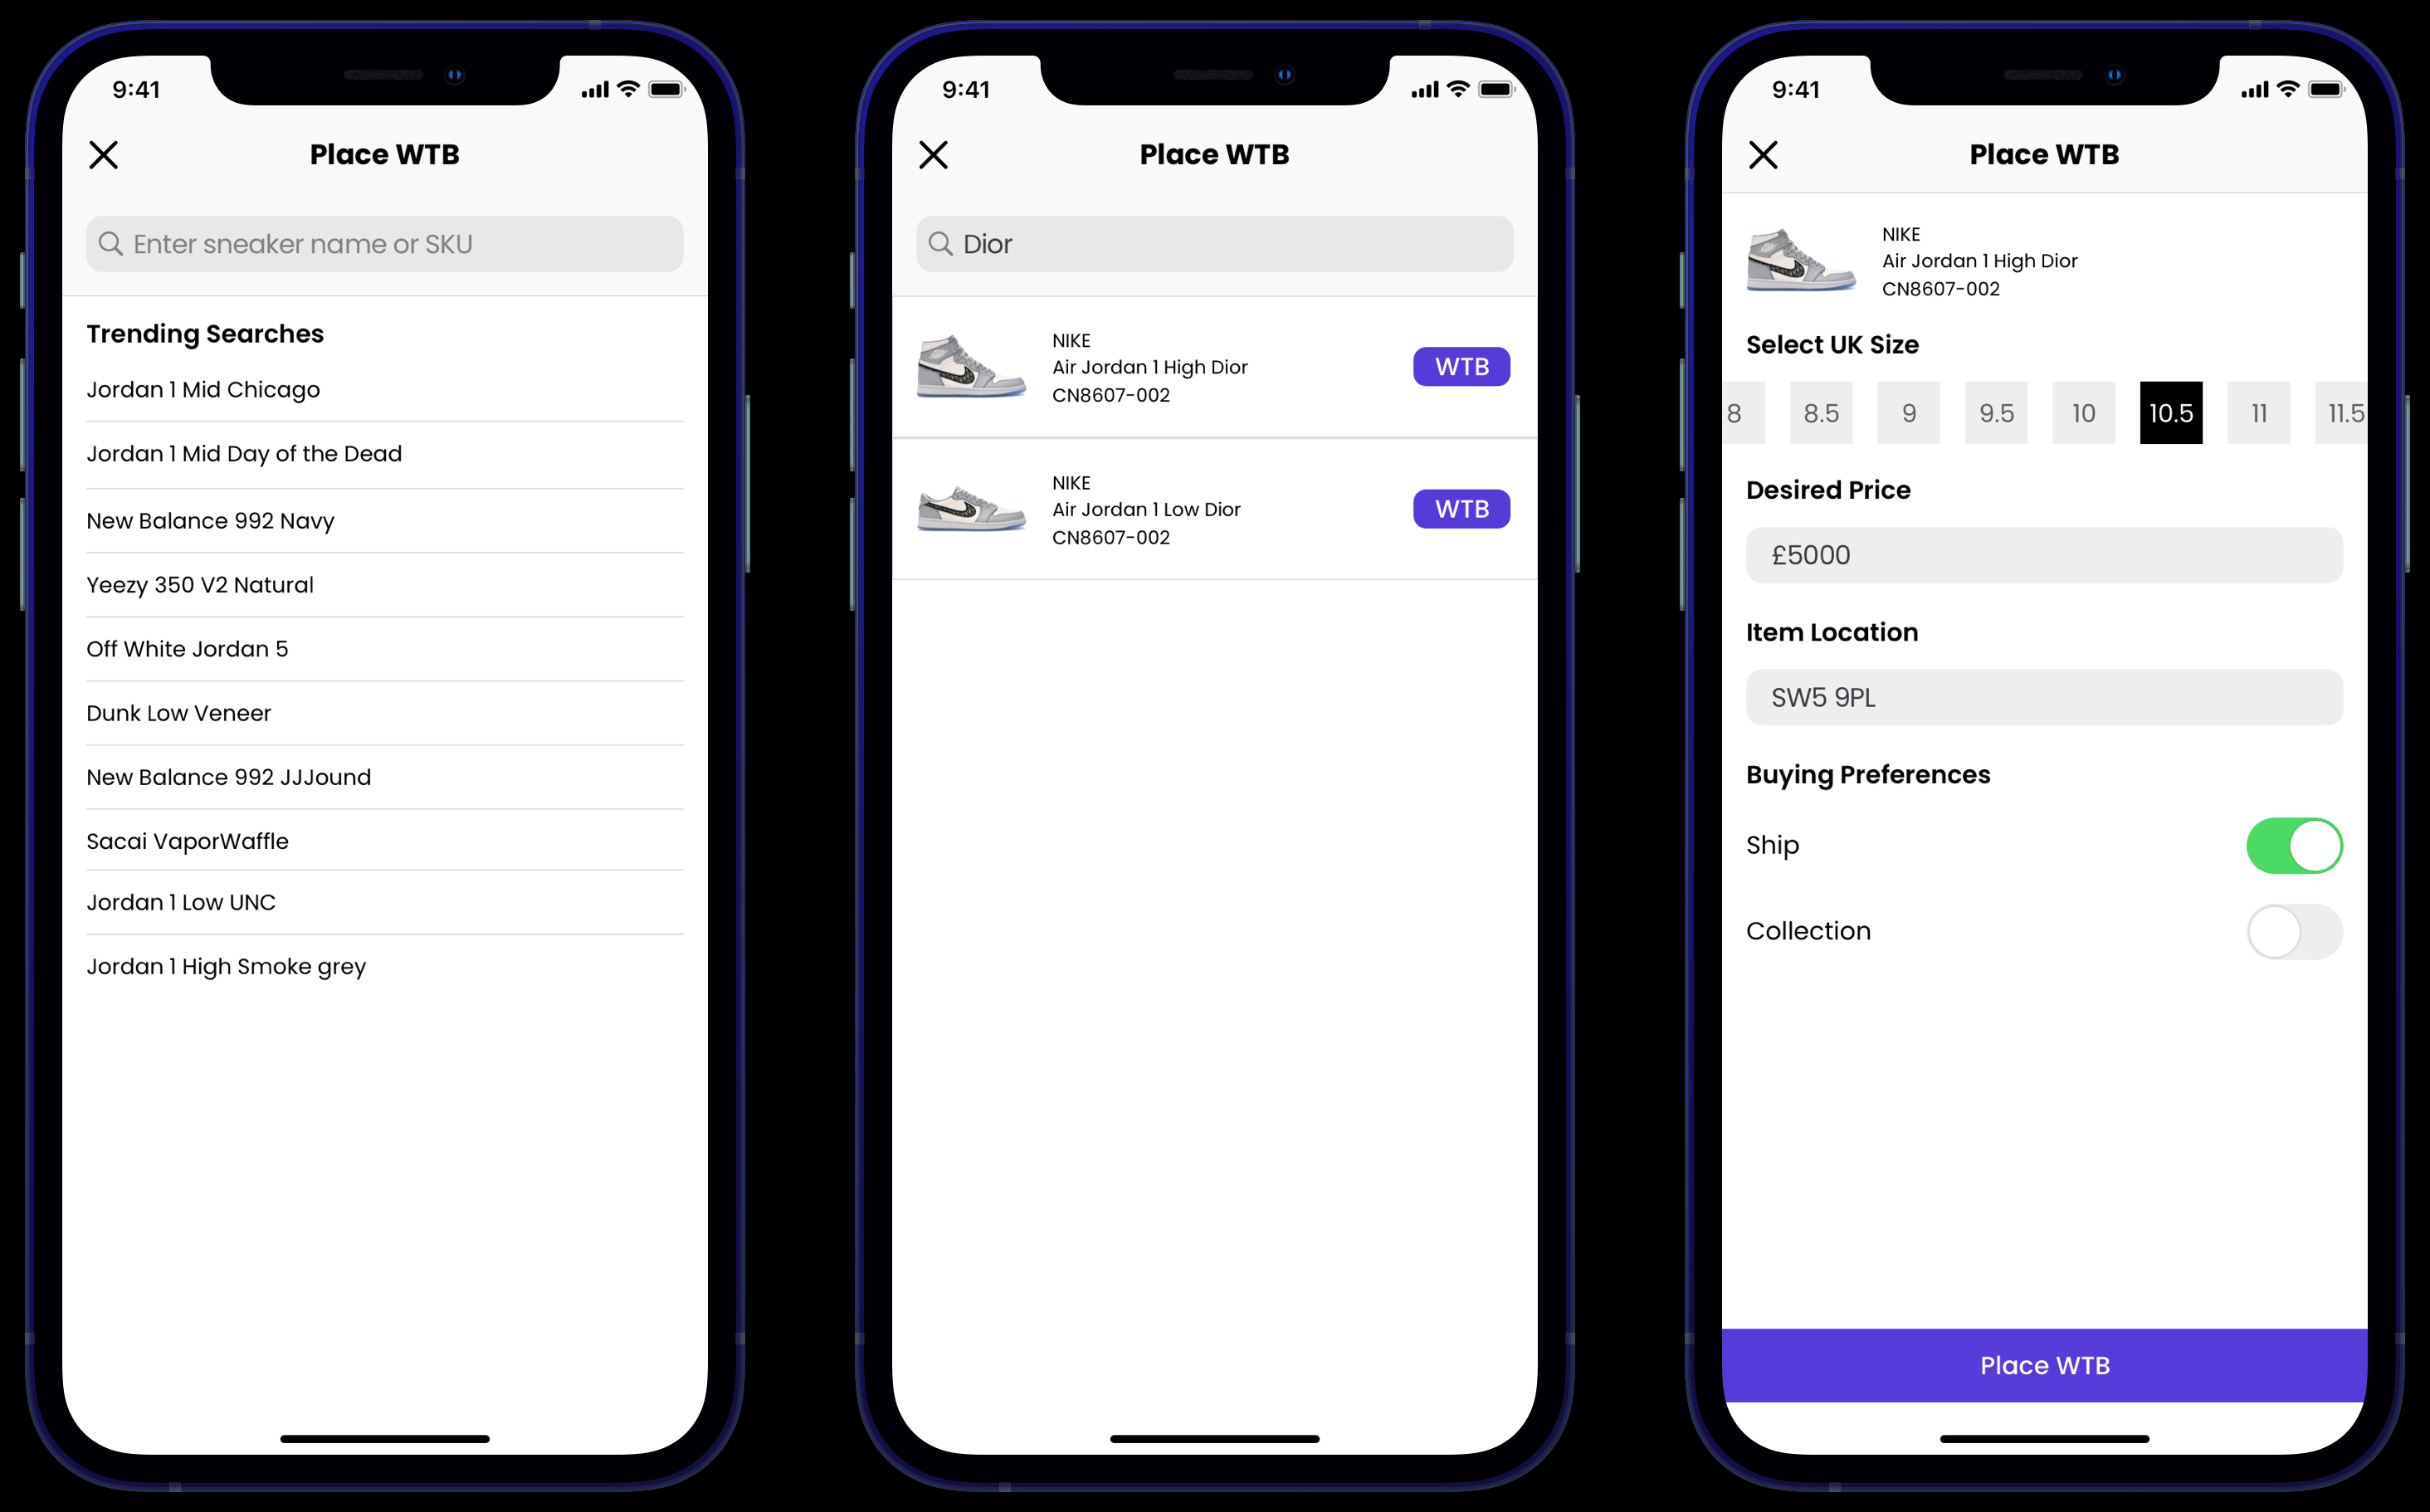 9:41
Place WTB
Enter sneaker name or SKU
Trending Searches
Jordan 1 Mid Chicago
Jordan 1 Mid Day of the Dead
New Balance 992 Navy
Yeezy 350 V2 Natural
Off White Jordan 5
Dunk Low Veneer
New Balance 992 JJJound
Sacai VaporWaffle
Jordan 1 Low UNC
Jordan 1 High Smoke grey
9:41
Place WTB
Dior
NIKE
Air Jordan 1 High Dior
CN8607-002
WTB
NIKE
Air Jordan 1 Low Dior
CN8607-002
WTB
9:41
Place WTB
NIKE
Air Jordan 1 High Dior
CN8607-002
Select UK Size
8 8.5 9 9.5 10 10.5 11 11.5
Desired Price
£5000
Item Location
SW5 9PL
Buying Preferences
Ship
Collection
Place WTB